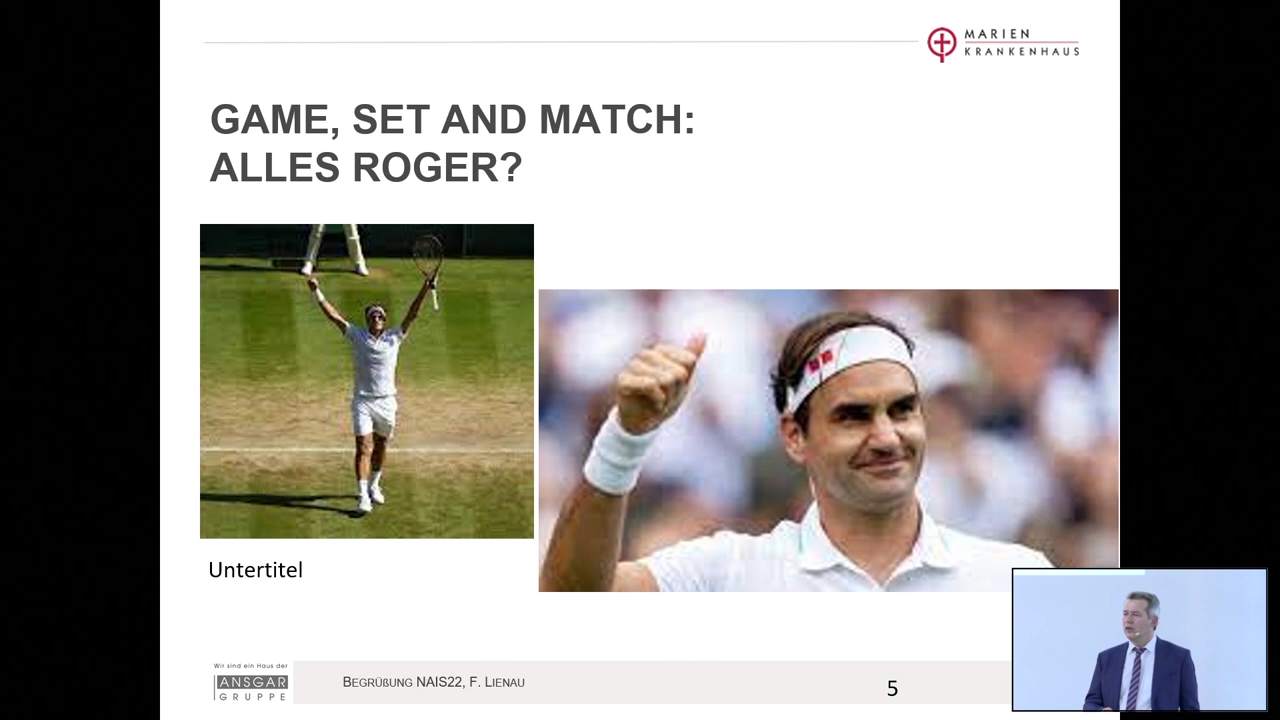 MARIEN
KRANKENHAUS
GAME, SET AND MATCH:
ALLES ROGER?
Untertitel
Wir sind ein Haus der
ANSGAR
GRUPPE
BEGRÜßUNG NAIS22, F. LIENAU
5